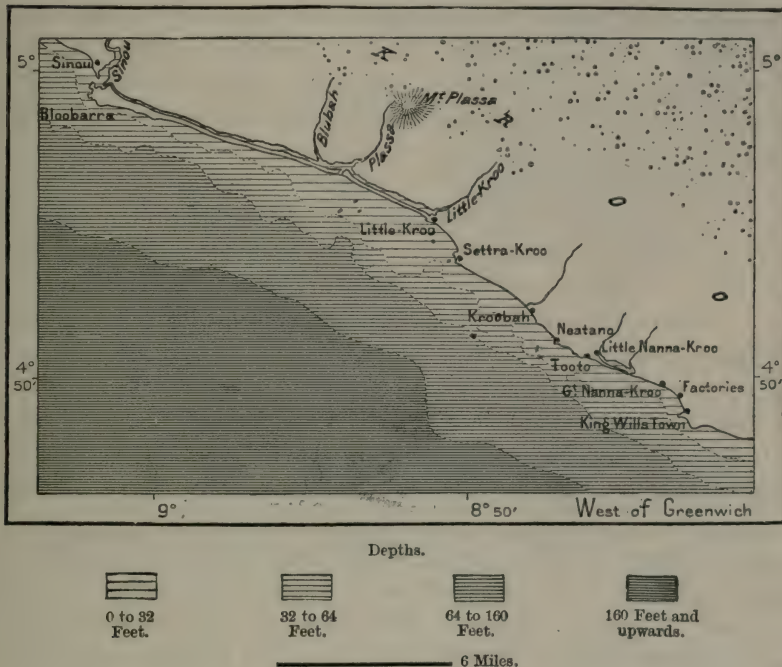 5°
5°
Sinou
Sinou
Bloobarra
Blubah
Plassa
Mt. Plassa
Little-Kroo
Little-Kroo
Settra-Kroo
Kroobah
Naatano
Little Nanna-Kroo
Tooto
Gt. Nanna-Kroo
Factories
King Wills Town
4°
50'
4°
50'
9°
8° 50'
West of Greenwich
Depths.
0 to 32
Feet.
32 to 64
Feet.
64 to 160
Feet.
160 Feet and
upwards.
6 Miles.